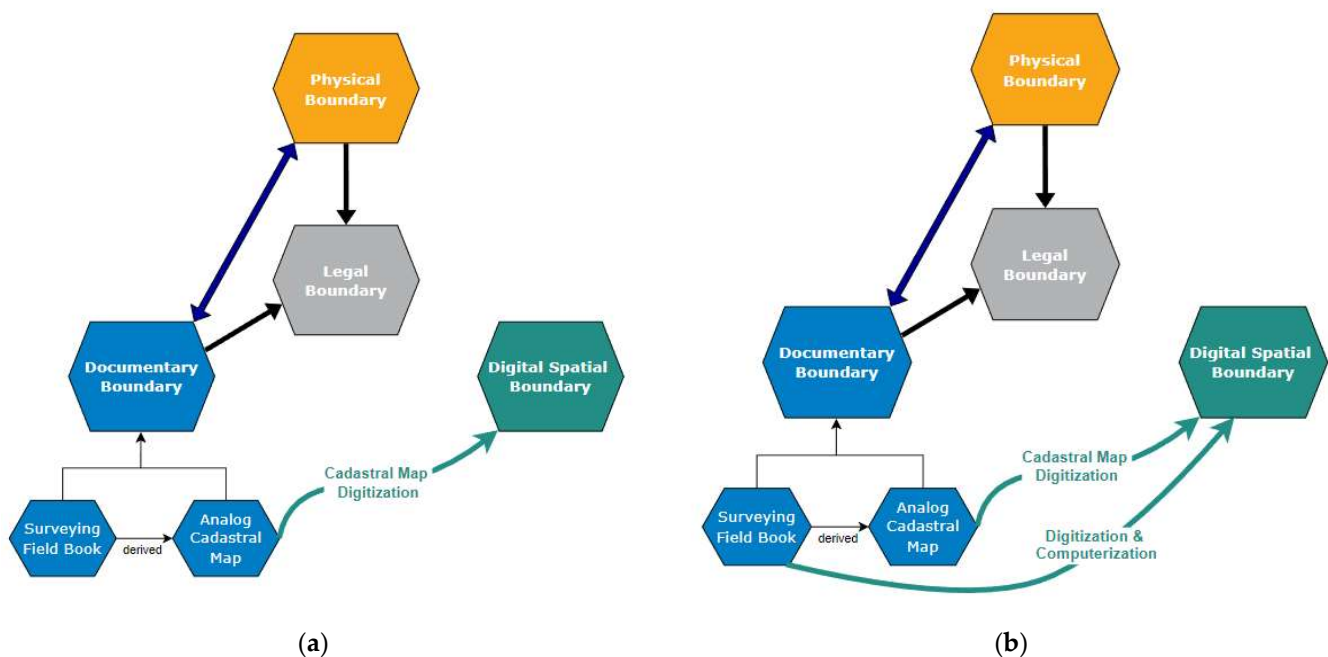 Physical
Boundary
Legal
Boundary
Documentary
Boundary
Digital Spatial
Boundary
Cadastral Map
Digitization
Surveying
Field Book
derived
Analog
Cadastral
Map
(a)
Physical
Boundary
Legal
Boundary
Documentary
Boundary
Digital Spatial
Boundary
Cadastral Map
Digitization
Surveying
Field Book
derived
Analog
Cadastral
Map
Digitization &
Computerization
(b)